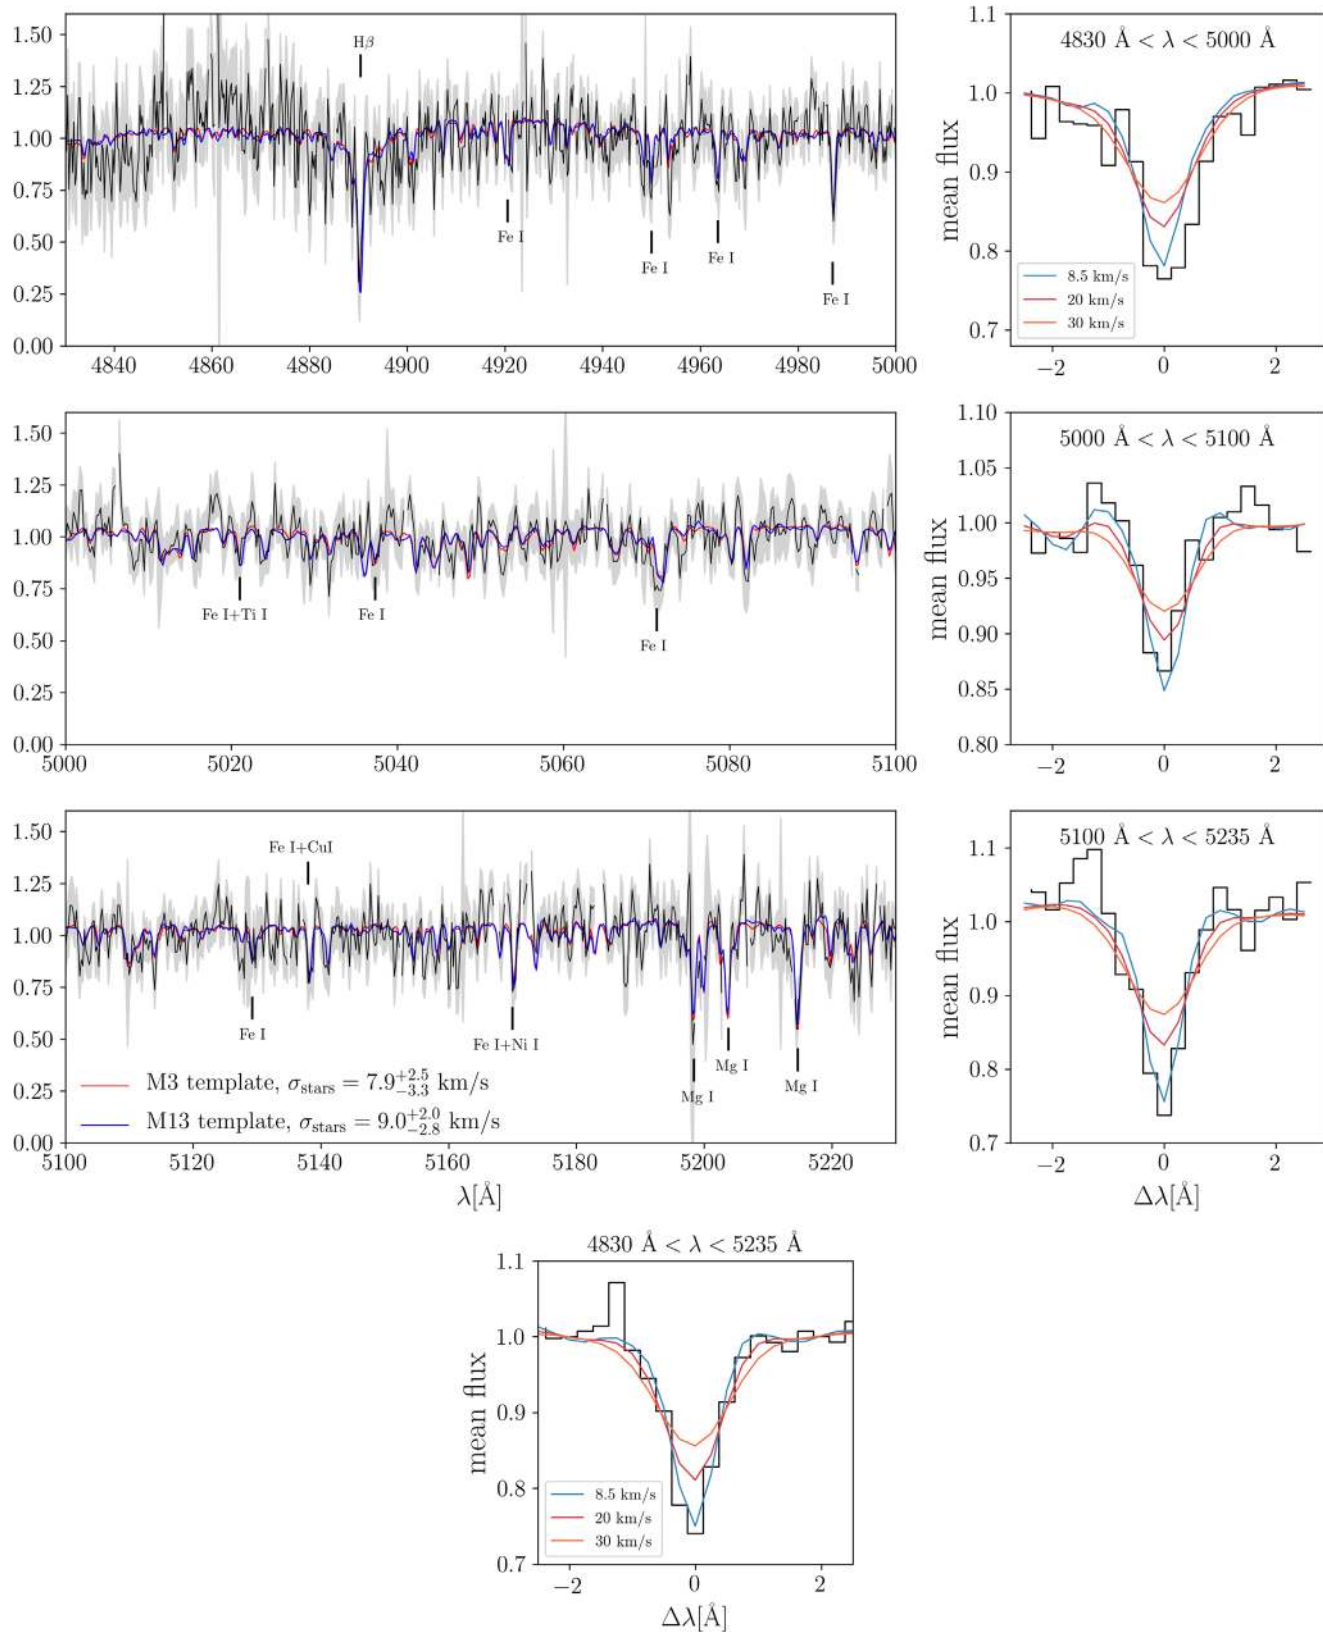 1.50
1.25
1.00
0.75
0.50
0.25
0.00
Hβ
Fe I
Fe I
Fe I
Fe I
4840 4860 4880 4900 4920 4940 4960 4980 5000
1.1
1.0
0.9
0.8
0.7
mean flux
4830 Å < λ < 5000 Å
8.5 km/s
20 km/s
30 km/s
−2 0 2
1.50
1.25
1.00
0.75
0.50
0.25
0.00
Fe I+Ti I
Fe I
Fe I
5000 5020 5040 5060 5080 5100
1.10
1.05
1.00
0.95
0.90
0.85
0.80
mean flux
5000 Å < λ < 5100 Å
−2 0 2
1.50
1.25
1.00
0.75
0.50
0.25
0.00
Fe I+CuI
Fe I
Fe I+Ni I
Mg I
Mg I
Mg I
M3 template, σstars = 7.9+2.5−3.3 km/s
M13 template, σstars = 9.0+2.0−2.8 km/s
5100 5120 5140 5160 5180 5200 5220
λ[Å]
1.1
1.0
0.9
0.8
0.7
mean flux
5100 Å < λ < 5235 Å
−2 0 2
Δλ[Å]
4830 Å < λ < 5235 Å
1.1
1.0
0.9
0.8
0.7
mean flux
8.5 km/s
20 km/s
30 km/s
−2 0 2
Δλ[Å]